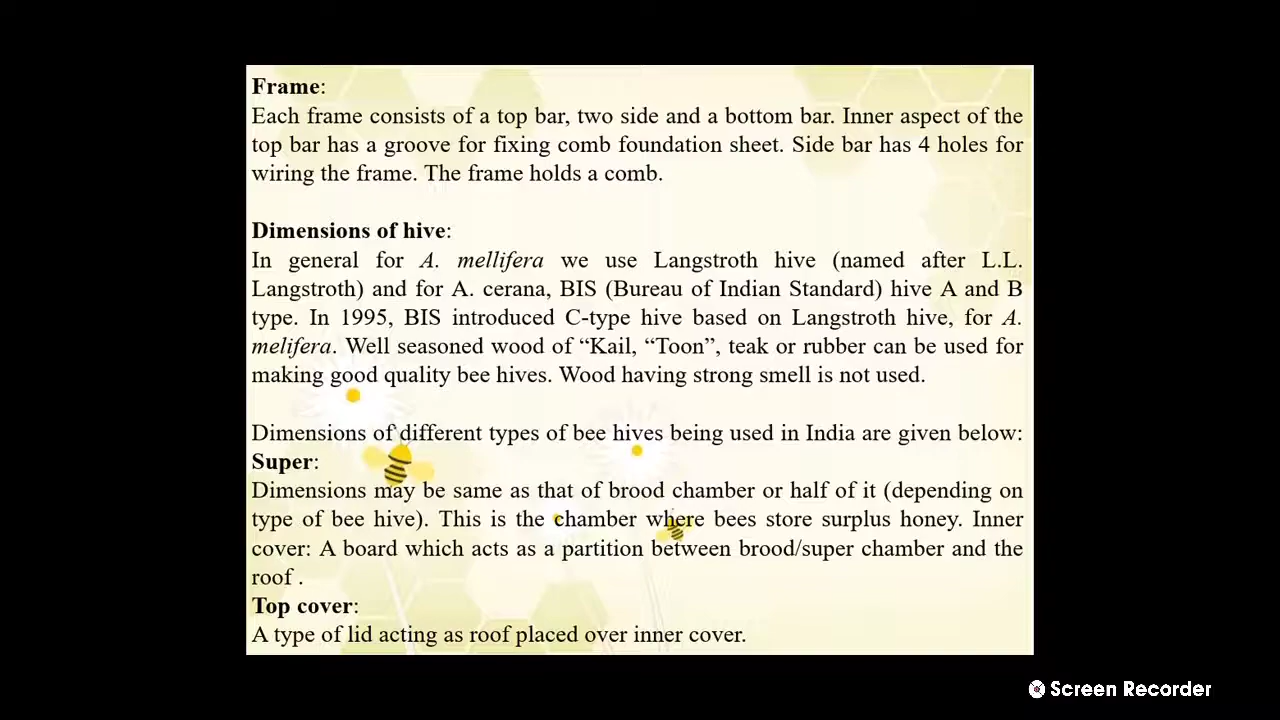 Frame:
Each frame consists of a top bar, two side and a bottom bar. Inner aspect of the
top bar has a groove for fixing comb foundation sheet. Side bar has 4 holes for
wiring the frame. The frame holds a comb.
Dimensions of hive:
In general for A. mellifera we use Langstroth hive (named after L.L.
Langstroth) and for A. cerana, BIS (Bureau of Indian Standard) hive A and B
type. In 1995, BIS introduced C-type hive based on Langstroth hive, for A.
melifera. Well seasoned wood of “Kail, “Toon”, teak or rubber can be used for
making good quality bee hives. Wood having strong smell is not used.
Dimensions of different types of bee hives being used in India are given below:
Super:
Dimensions may be same as that of brood chamber or half of it (depending on
type of bee hive). This is the chamber where bees store surplus honey. Inner
cover: A board which acts as a partition between brood/super chamber and the
roof .
Top cover:
A type of lid acting as roof placed over inner cover.
Screen Recorder